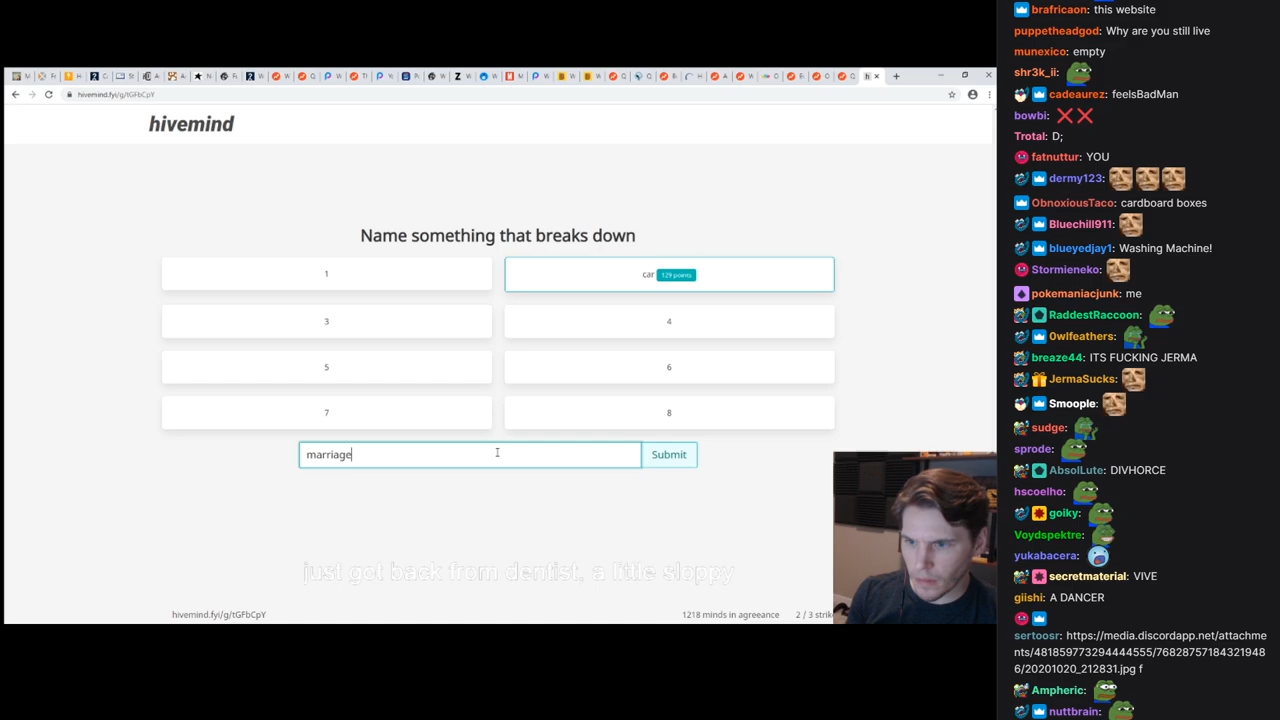 hivemind.fyi/g/tGFbCpY
hivemind
Name something that breaks down
1
car 129 points
3
4
5
6
7
8
marriage
Submit
just got back from dentist, a little sloppy
hivemind.fyi/g/tGFbCpY
1218 minds in agreeance
2 / 3 strik
brafricaon: this website
puppetheadgod: Why are you still live
munexico: empty
shr3k_ii:
cadeaurez: feelsBadMan
bowbi:
Trotal: D;
fatnuttur: YOU
dermy123:
ObnoxiousTaco: cardboard boxes
Bluechill911:
blueyedjay1: Washing Machine!
Stormieneko:
pokemaniacjunk: me
RaddestRaccoon:
0wlfeathers:
breaze44: ITS FUCKING JERMA
JermaSucks:
Smoople:
sudge:
sprode:
AbsolLute: DIVHORCE
hscoelho:
goiky:
Voydspektre:
yukabacera:
secretmaterial: VIVE
giishi: A DANCER
sertoosr: https://media.discordapp.net/attachme
nts/481859773294444555/76828757184321948
6/20201020_212831.jpg f
Ampheric:
nuttbrain: